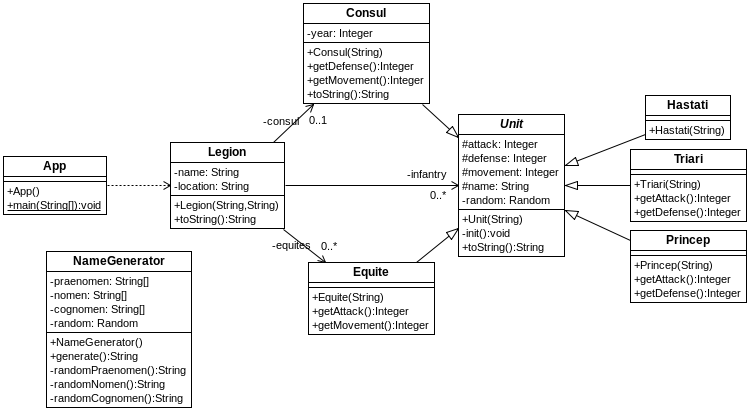 Consul
-year: Integer
+Consul(String)
+getDefense():Integer
+getMovement():Integer
+toString():String
-consul
0..1
Unit
#attack: Integer
#defense: Integer
#movement: Integer
#name: String
-random: Random
+Unit(String)
-init():void
+toString():String
Hastati
+Hastati(String)
Triari
+Triari(String)
+getAttack():Integer
+getDefense():Integer
Princep
+Princep(String)
+getAttack():Integer
+getDefense():Integer
App
+App()
+main(String[]):void
Legion
-name: String
-location: String
+Legion(String,String)
+toString():String
-infantry
0..*
-equites
0..*
Equite
+Equite(String)
+getAttack():Integer
+getMovement():Integer
NameGenerator
-praenomen: String[]
-nomen: String[]
-cognomen: String[]
-random: Random
+NameGenerator()
+generate():String
-randomPraenomen():String
-randomNomen():String
-randomCognomen():String